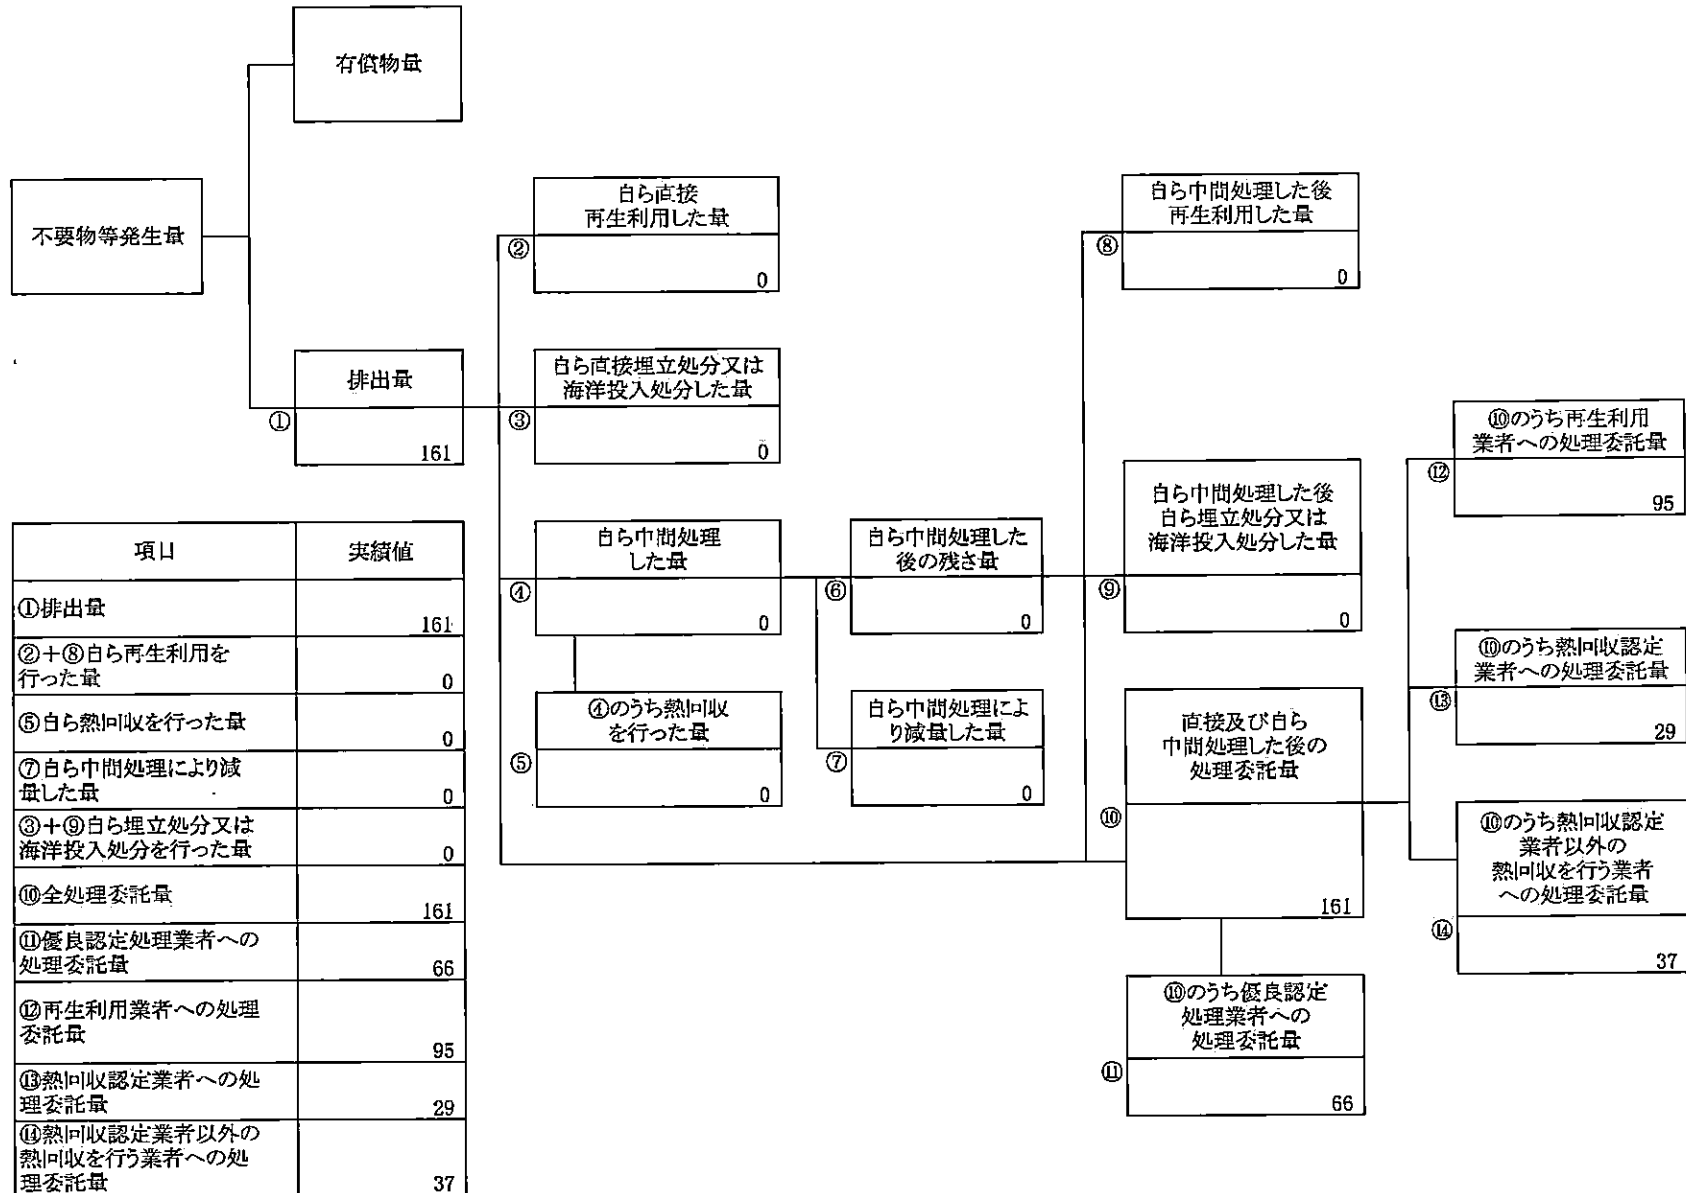 有償物量
不要物等発生量
排出量
①
161
自ら直接
再生利用した量
②
0
自ら直接埋立処分又は
海洋投入処分した量
③
0
自ら中間処理
した量
④
0
④のうち熱回収
を行った量
⑤
0
自ら中間処理した
後の残さ量
⑥
0
自ら中間処理によ
り減量した量
⑦
0
自ら中間処理した後
再生利用した量
⑧
0
自ら中間処理した後
自ら埋立処分又は
海洋投入処分した量
⑨
0
直接及び自ら
中間処理した後の
処理委託量
⑩
161
⑩のうち優良認定
処理業者への
処理委託量
⑪
66
⑩のうち再生利用
業者への処理委託量
⑫
95
⑩のうち熱回収認定
業者への処理委託量
⑬
29
⑩のうち熱回収認定
業者以外の
熱回収を行う業者
への処理委託量
⑭
37
項目 実績値
①排出量
161
②+⑧自ら再生利用を
行った量 0
⑤自ら熱回収を行った量
0
⑦自ら中間処理により減
量した量 0
③+⑨自ら埋立処分又は
海洋投入処分を行った量 0
⑩全処理委託量
161
⑪優良認定処理業者への
処理委託量 66
⑫再生利用業者への処理
委託量
95
⑬熱回収認定業者への処
理委託量 29
⑭熱回収認定業者以外の
熱回収を行う業者への処
理委託量 37